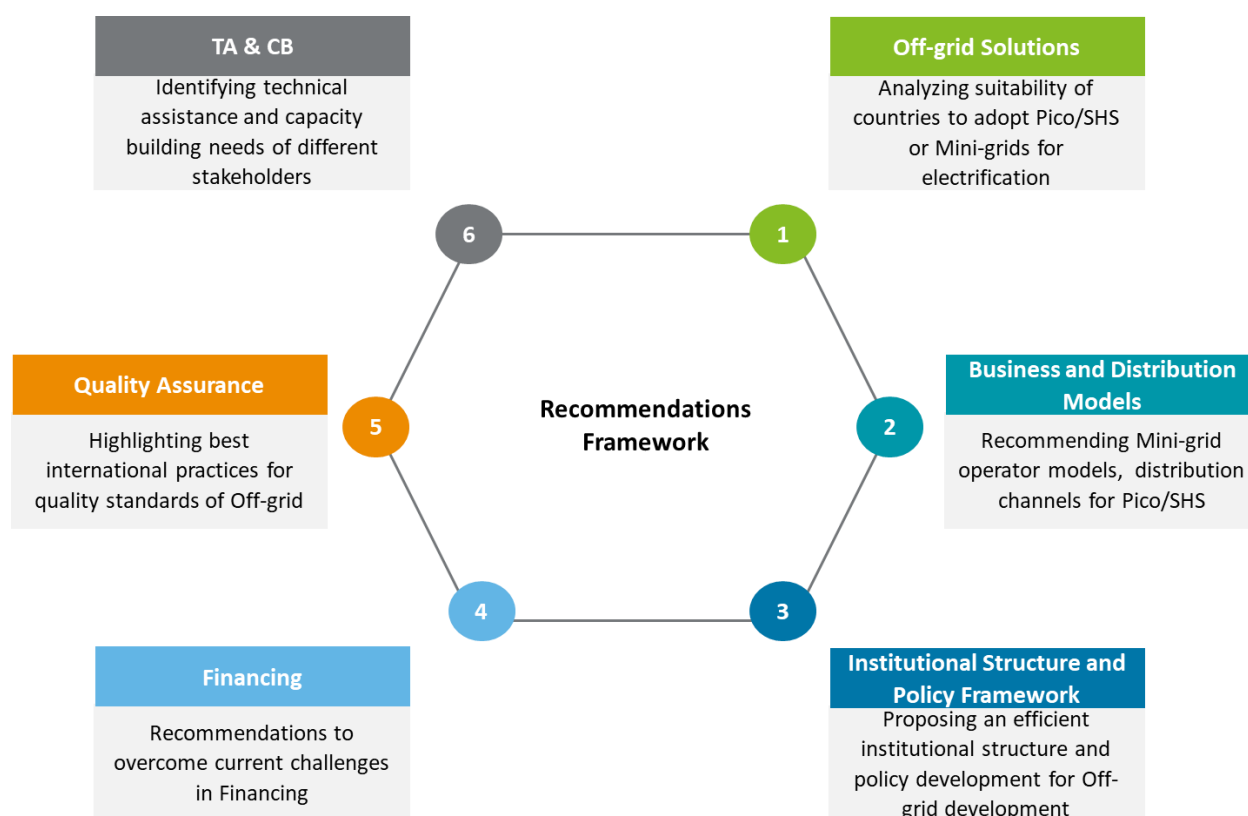 TA & CB
Identifying technical
assistance and capacity
building needs of different
stakeholders
Off-grid Solutions
Analyzing suitability of
countries to adopt Pico/SHS
or Mini-grids for
electrification
6
1
Quality Assurance
Highlighting best
international practices for
quality standards of Off-grid
5
Recommendations
Framework
2
Business and Distribution
Models
Recommending Mini-grid
operator models, distribution
channels for Pico/SHS
4
3
Financing
Recommendations to
overcome current challenges
in Financing
Institutional Structure and
Policy Framework
Proposing an efficient
institutional structure and
policy development for Off-
grid development